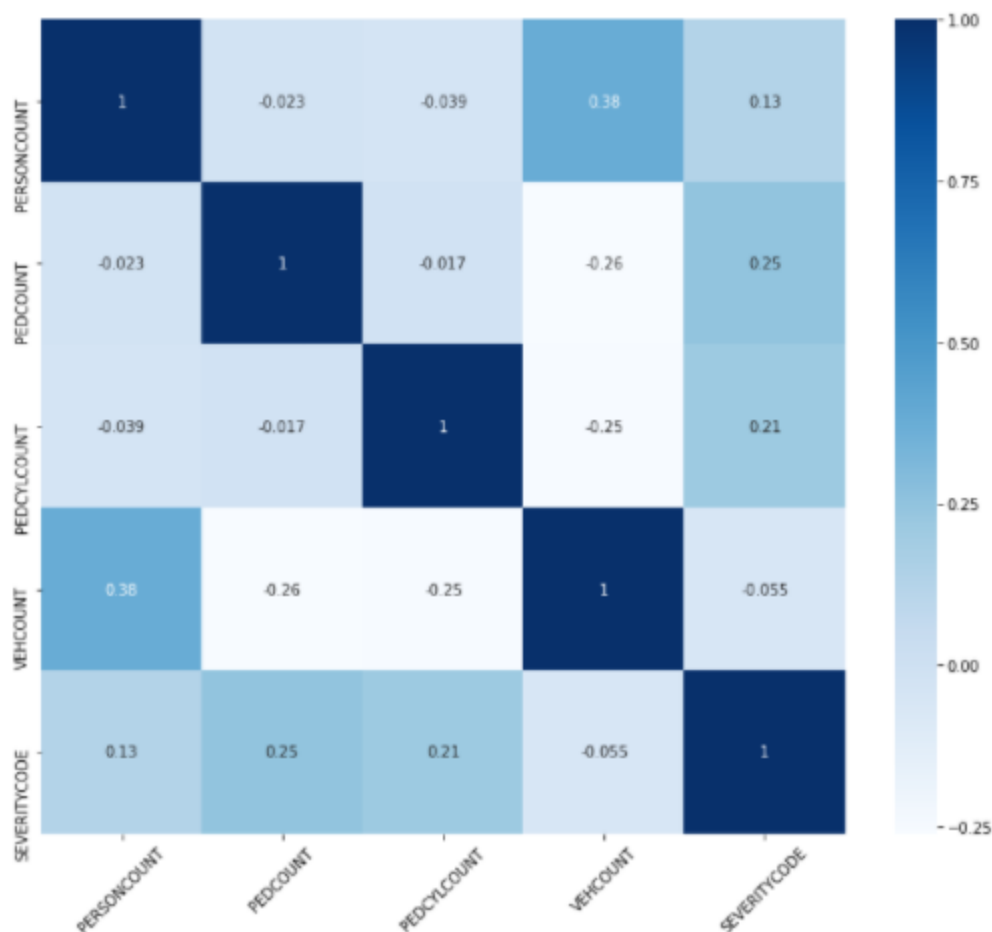 1.00
PERSONCOUNT 1 -0.023 -0.039 0.38 0.13
0.75
PEDCOUNT -0.023 1 -0.017 -0.26 0.25
0.50
PEDCYLCOUNT -0.039 -0.017 1 -0.25 0.21
0.25
VEHCOUNT 0.38 -0.26 -0.25 1 -0.055
0.00
SEVERITYCODE 0.13 0.25 0.21 -0.055 1
−0.25
PERSONCOUNT PEDCOUNT PEDCYLCOUNT VEHCOUNT SEVERITYCODE